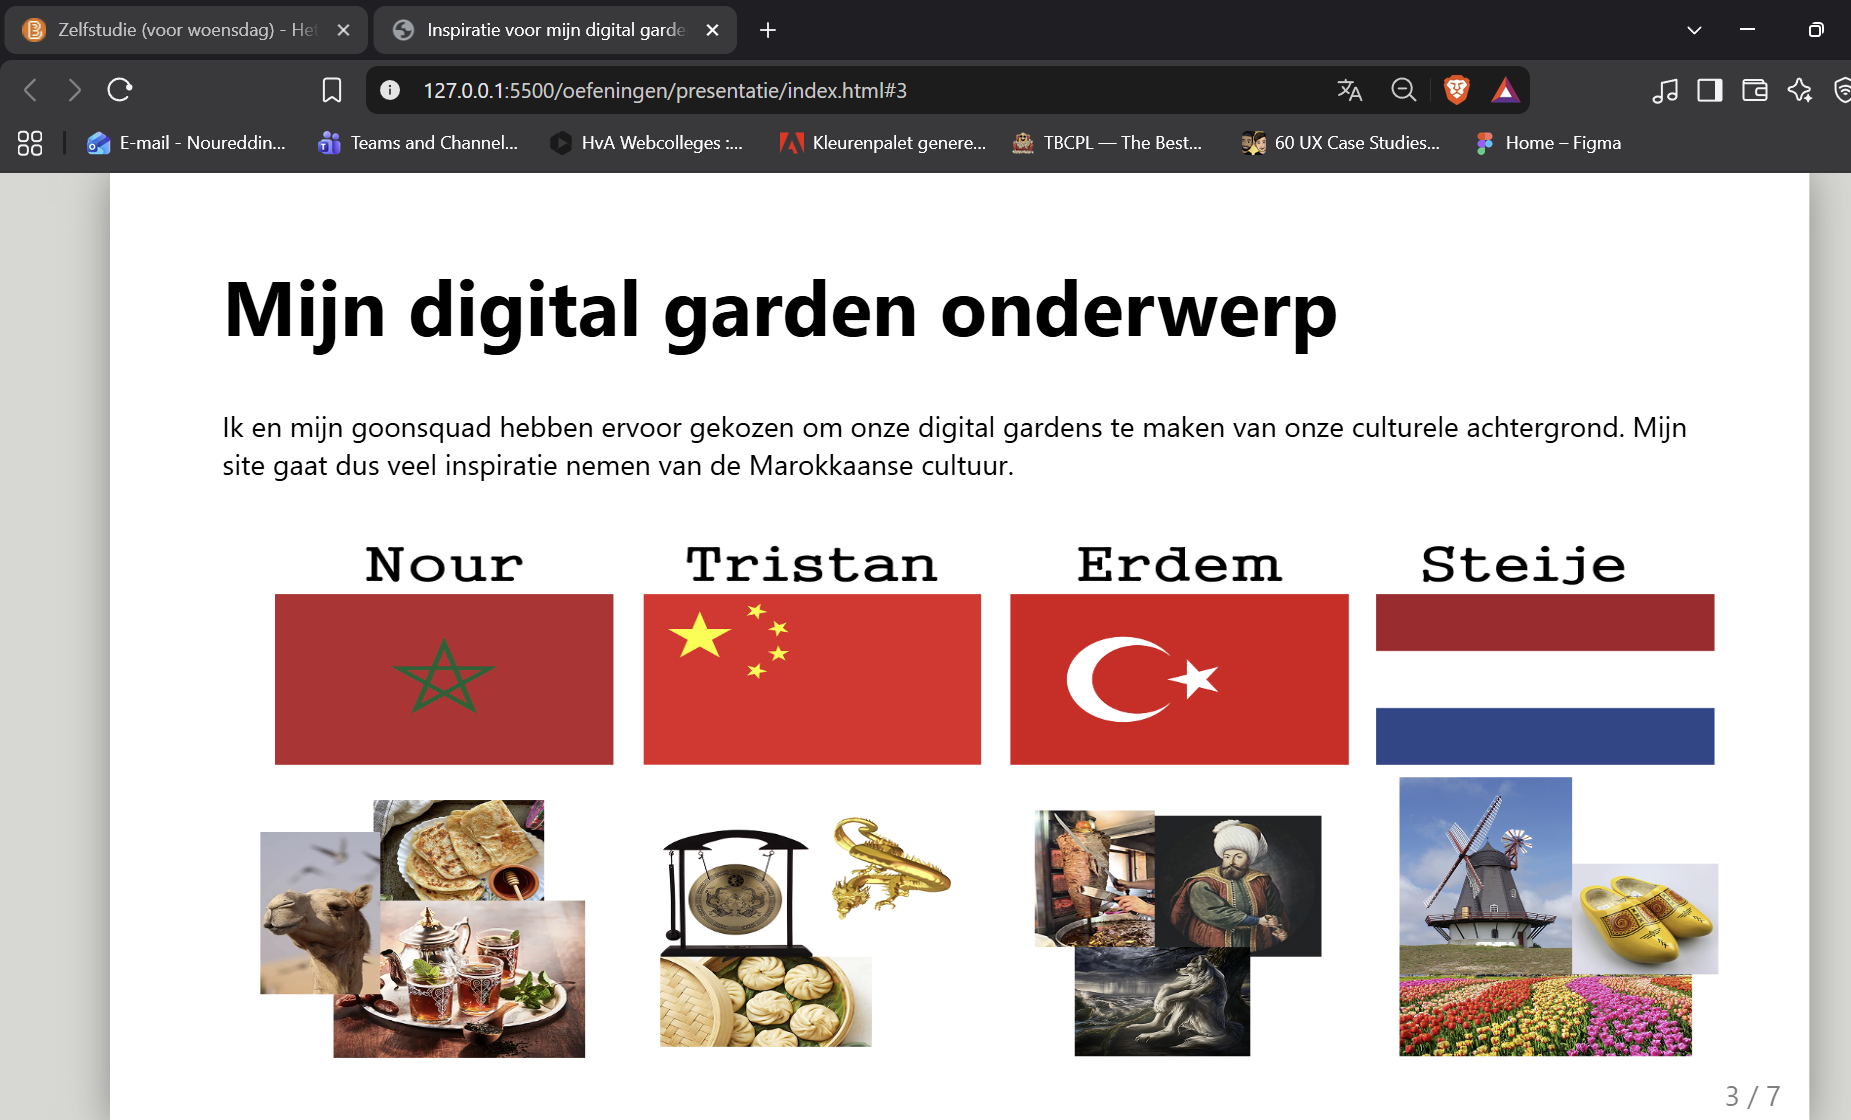 Zelfstudie (voor woensdag) - Het
Inspiratie voor mijn digital garde
127.0.0.1:5500/oefeningen/presentatie/index.html#3
E-mail - Noureddin...
Teams and Channel...
HvA Webcolleges :...
Kleurenpalet genere...
TBCPL — The Best...
60 UX Case Studies...
Home – Figma
Mijn digital garden onderwerp
Ik en mijn goonsquad hebben ervoor gekozen om onze digital gardens te maken van onze culturele achtergrond. Mijn
site gaat dus veel inspiratie nemen van de Marokkaanse cultuur.
Nour
Tristan
Erdem
Steije
3 / 7